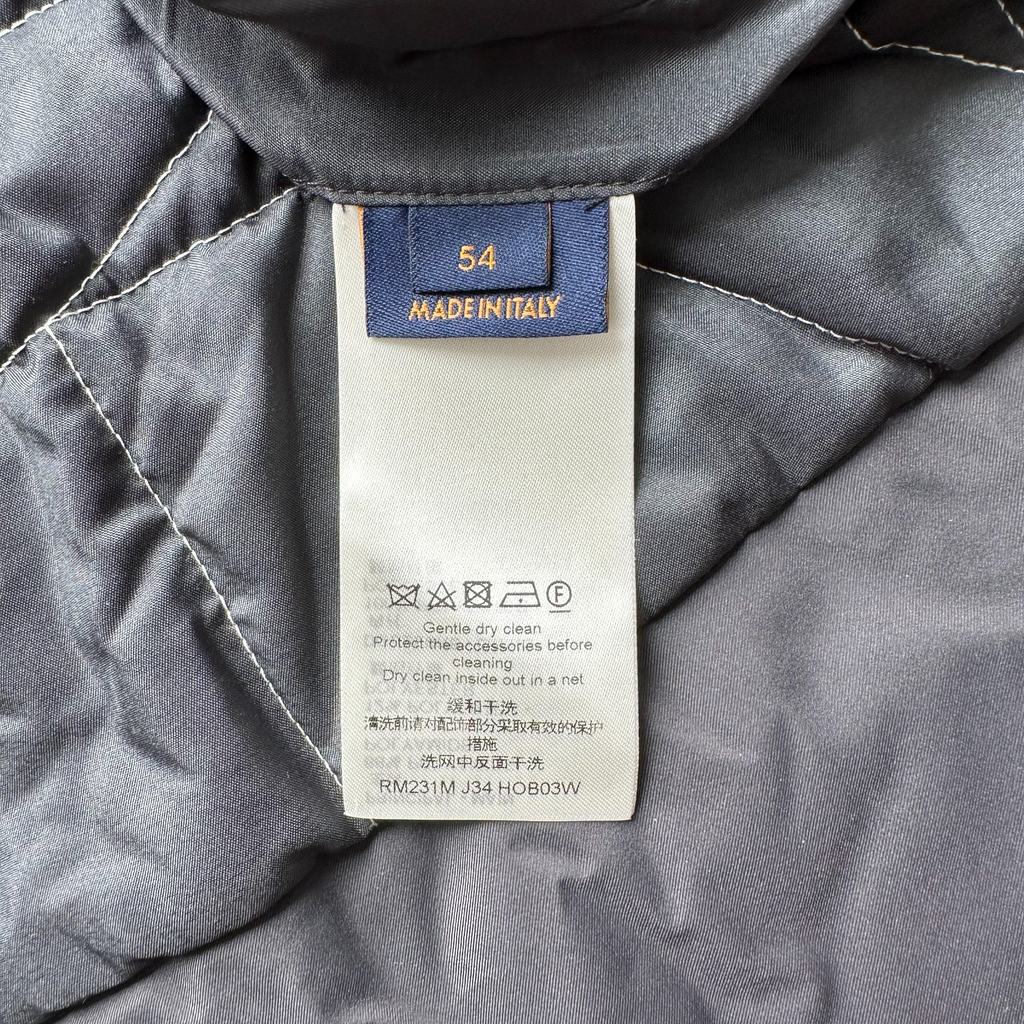 54
MADE IN ITALY
F
Gentle dry clean
Protect the accessories before
cleaning
Dry clean inside out in a net
缓和干洗
清洗前请对配饰部分采取有效的保护
措施
洗网中反面干洗
RM231M J34 HOB03W